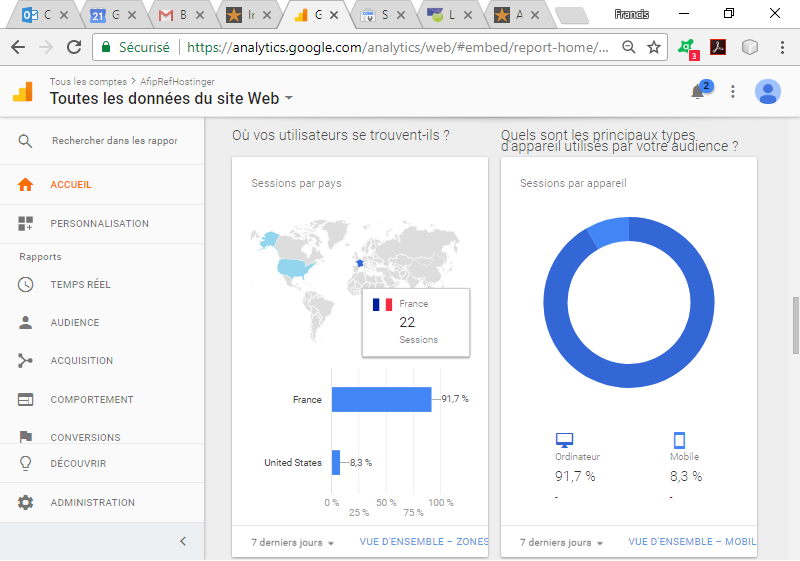 C
G
B
In
G
S
L
A
Francis
Sécurisé
https://analytics.google.com/analytics/web/#embed/report-home/...
3
Tous les comptes > AfipRefHostinger
Toutes les données du site Web
2
Rechercher dans les rappor
ACCUEIL
PERSONNALISATION
Rapports
TEMPS RÉEL
AUDIENCE
ACQUISITION
COMPORTEMENT
CONVERSIONS
DÉCOUVRIR
ADMINISTRATION
Où vos utilisateurs se trouvent-ils ?
Sessions par pays
France
22
Sessions
France
91,7 %
United States
8,3 %
0 % 50 % 100 %
25 % 75 %
7 derniers jours
VUE D'ENSEMBLE – ZONES
Quels sont les principaux types
d'appareil utilisés par votre audience ?
Sessions par appareil
Ordinateur
91,7 %
-
Mobile
8,3 %
-
7 derniers jours
VUE D'ENSEMBLE – MOBIL